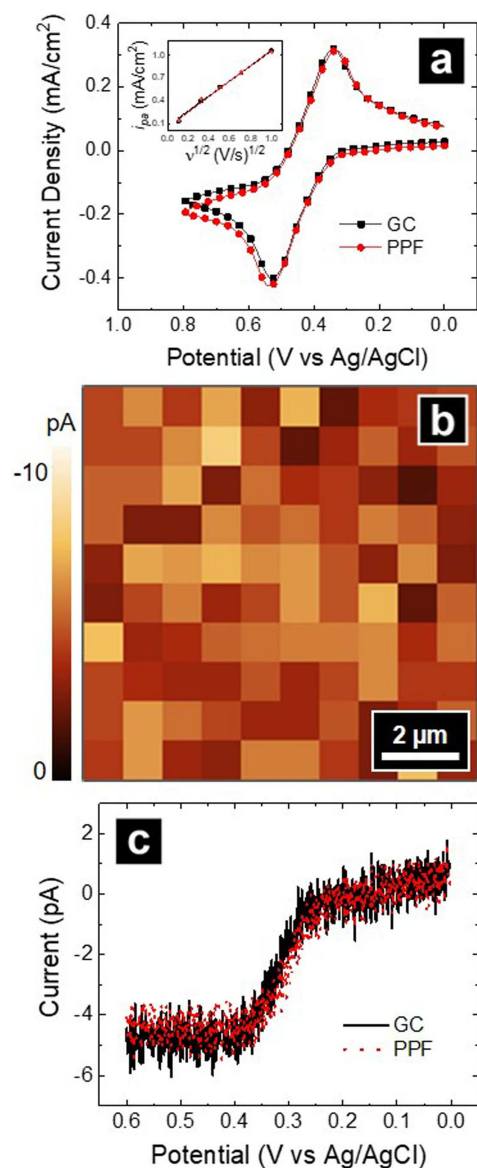 a
i_pa (mA/cm²)
1.0
0.7
0.4
0.1
0.0 0.2 0.4 0.6 0.8 1.0
ν^1/2 (V/s)^1/2
Current Density (mA/cm²)
0.4
0.2
0.0
-0.2
-0.4
GC
PPF
1.0 0.8 0.6 0.4 0.2 0.0
Potential (V vs Ag/AgCl)
b
pA
-10
0
2 µm
c
Current (pA)
2
0
-2
-4
-6
GC
PPF
0.6 0.5 0.4 0.3 0.2 0.1 0.0
Potential (V vs Ag/AgCl)